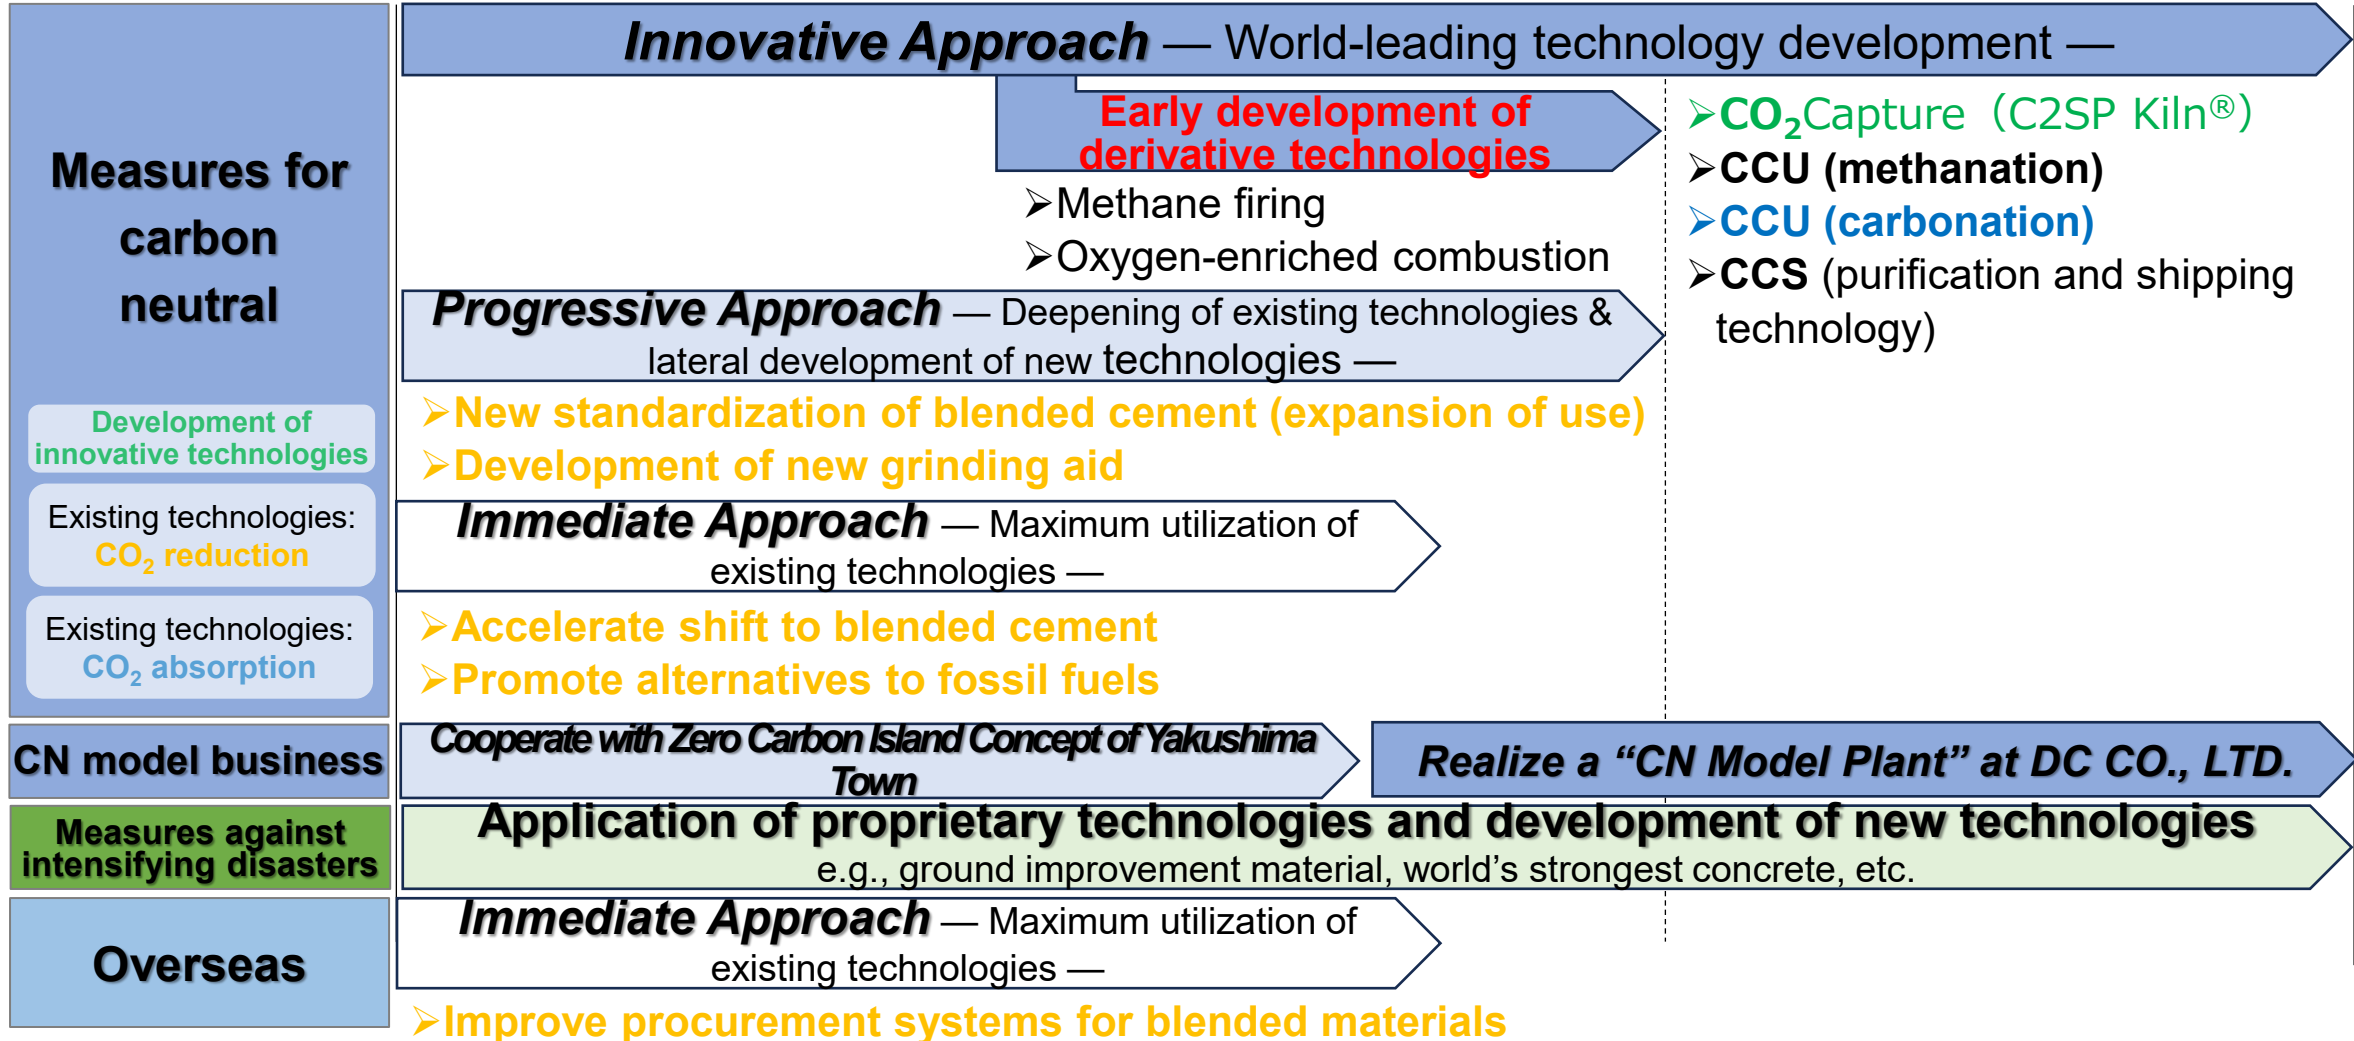 Measures for
carbon
neutral
Development of
innovative technologies
Existing technologies:
CO₂ reduction
Existing technologies:
CO₂ absorption
Innovative Approach — World-leading technology development —
Early development of
derivative technologies
➢Methane firing
➢Oxygen-enriched combustion
➢CO₂Capture（C2SP Kiln®）
➢CCU (methanation)
➢CCU (carbonation)
➢CCS (purification and shipping
technology)
Progressive Approach — Deepening of existing technologies &
lateral development of new technologies —
➢New standardization of blended cement (expansion of use)
➢Development of new grinding aid
Immediate Approach — Maximum utilization of
existing technologies —
➢Accelerate shift to blended cement
➢Promote alternatives to fossil fuels
CN model business
Cooperate with Zero Carbon Island Concept of Yakushima
Town
Realize a “CN Model Plant” at DC CO., LTD.
Measures against
intensifying disasters
Application of proprietary technologies and development of new technologies
e.g., ground improvement material, world’s strongest concrete, etc.
Overseas
Immediate Approach — Maximum utilization of
existing technologies —
➢Improve procurement systems for blended materials